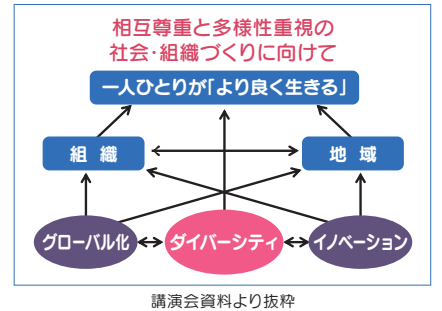 相互尊重と多様性重視の
社会・組織づくりに向けて
一人ひとりが「より良く生きる」
組織
地域
グローバル化
ダイバーシティ
イノベーション
講演会資料より抜粋